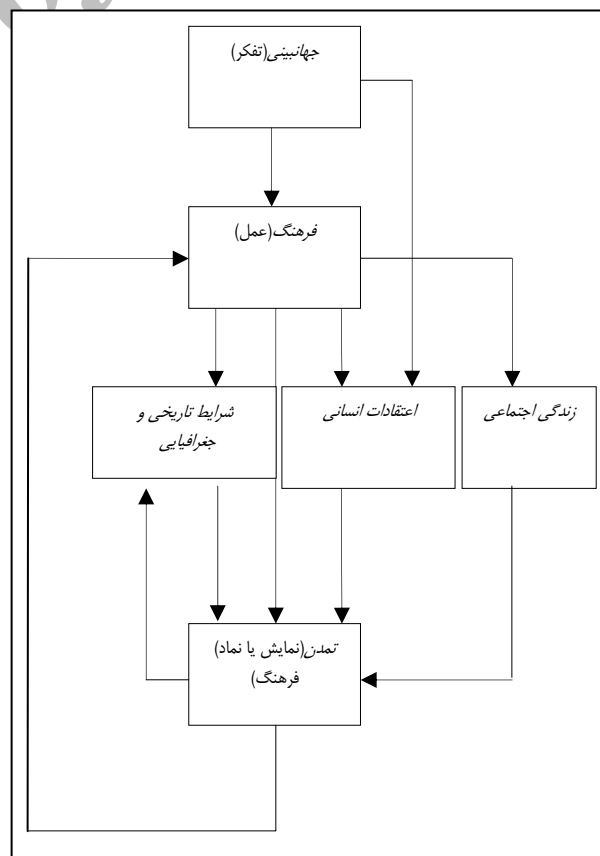 جهانبینی(تفکر)
فرهنگ(عمل)
زندگی اجتماعی
اعتقادات انسانی
شرایط تاریخی و
جغرافیایی
تمدن(نمایش یا نماد)
فرهنگ)